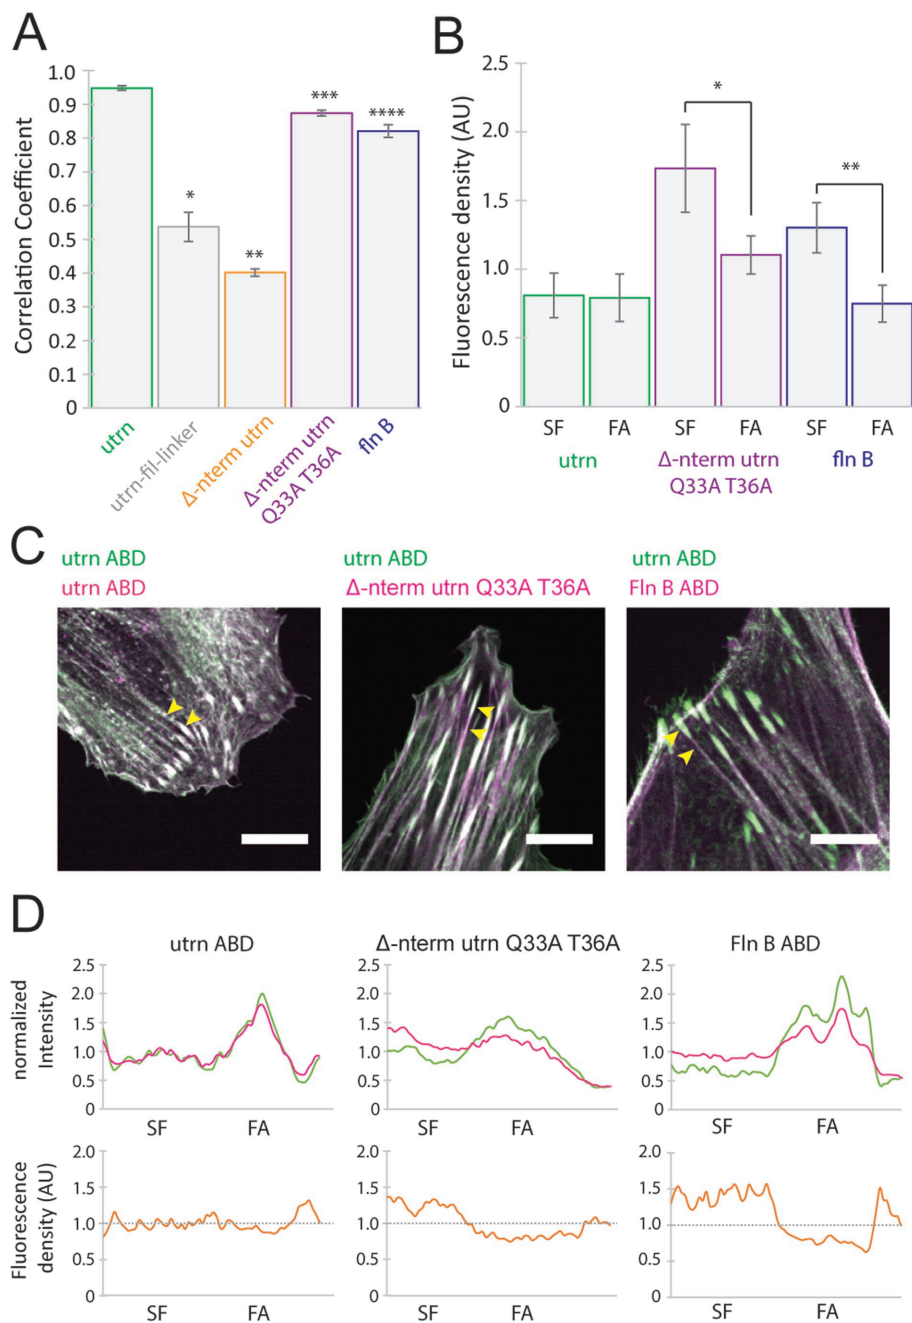 A
Correlation Coefficient
1.0
0.9
0.8
0.7
0.6
0.5
0.4
0.3
0.2
0.1
0
*
**
***
****
utrn
utrn-fil-linker
Δ-nterm utrn
Δ-nterm utrn
Q33A T36A
fln B
B
Fluorescence density (AU)
2.5
2.0
1.5
1.0
0.5
0
*
**
SF FA SF FA SF FA
utrn Δ-nterm utrn fln B
Q33A T36A
C
utrn ABD utrn ABD utrn ABD
utrn ABD Δ-nterm utrn Q33A T36A Fln B ABD
D
utrn ABD Δ-nterm utrn Q33A T36A Fln B ABD
normalized
Intensity
2.5 2.5 2.5
2.0 2.0 2.0
1.5 1.5 1.5
1.0 1.0 1.0
0.5 0.5 0.5
0 0 0
SF FA SF FA SF FA
Fluorescence
density (AU)
2.0 2.0 2.0
1.5 1.5 1.5
1.0 1.0 1.0
0.5 0.5 0.5
0 0 0
SF FA SF FA SF FA